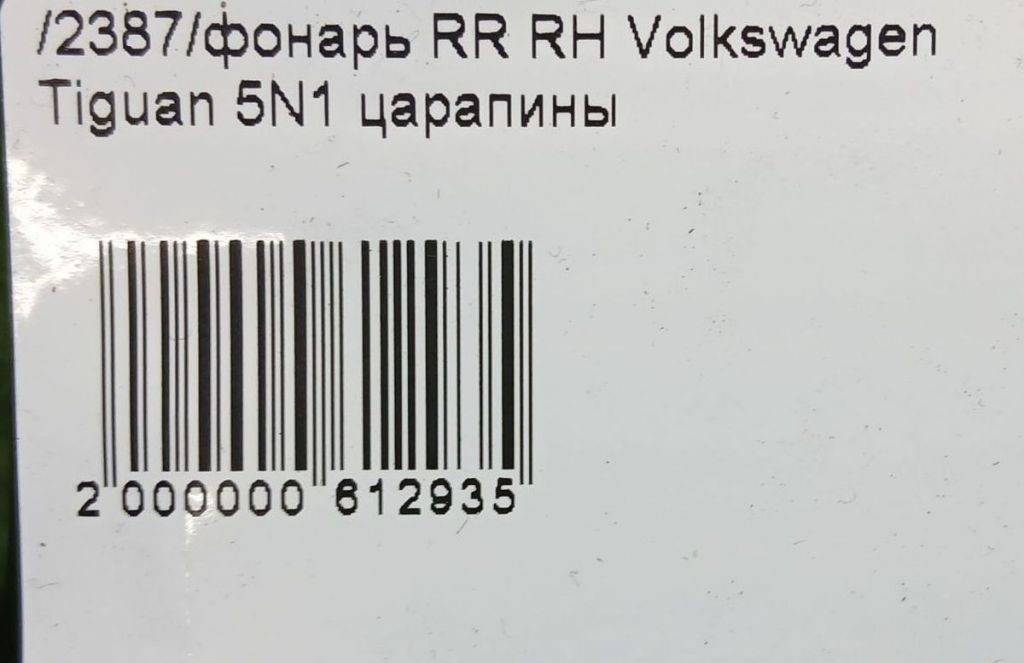 /2387/фонарь RR RH Volkswagen
Tiguan 5N1 царапины
2 000000 612935